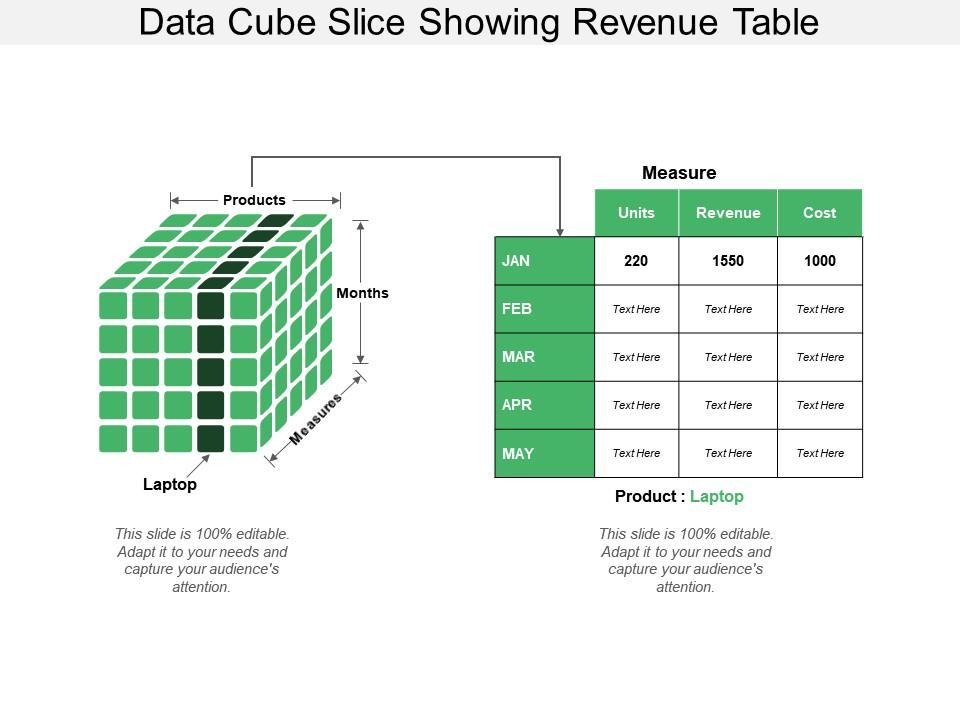 Data Cube Slice Showing Revenue Table
Products
Months
Measures
Laptop
Measure
Units Revenue Cost
JAN 220 1550 1000
FEB Text Here Text Here Text Here
MAR Text Here Text Here Text Here
APR Text Here Text Here Text Here
MAY Text Here Text Here Text Here
Product : Laptop
This slide is 100% editable.
Adapt it to your needs and
capture your audience's
attention.
This slide is 100% editable.
Adapt it to your needs and
capture your audience's
attention.